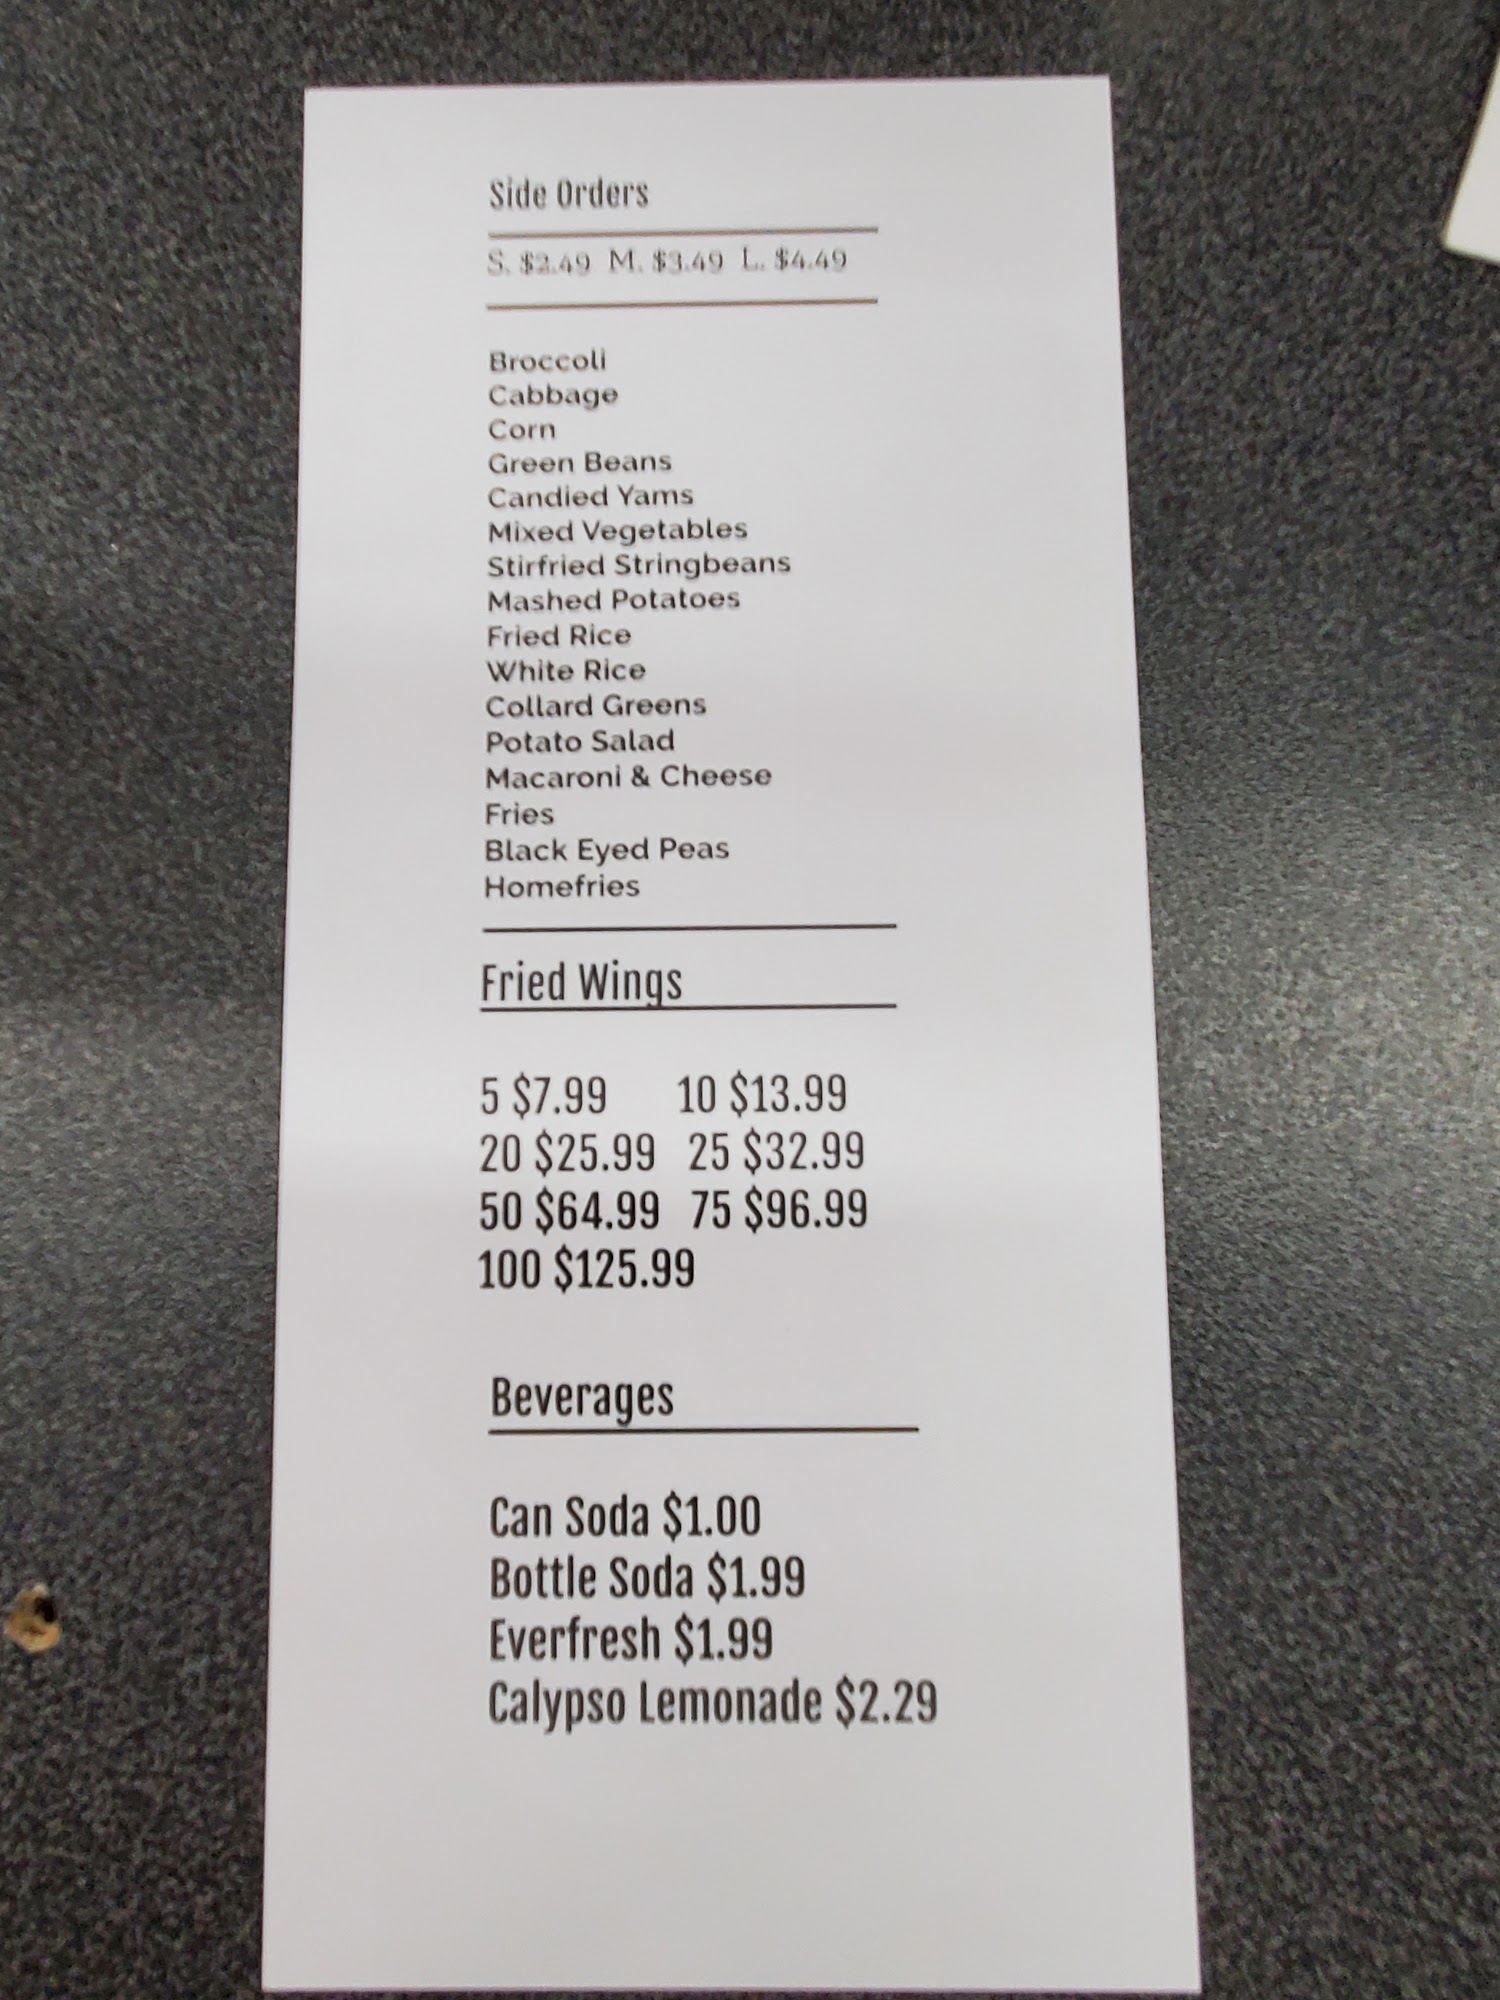 Side Orders
S. $2.49 M. $3.49 L. $4.49
Broccoli
Cabbage
Corn
Green Beans
Candied Yams
Mixed Vegetables
Stirfried Stringbeans
Mashed Potatoes
Fried Rice
White Rice
Collard Greens
Potato Salad
Macaroni & Cheese
Fries
Black Eyed Peas
Homefries
Fried Wings
5 $7.99 10 $13.99
20 $25.99 25 $32.99
50 $64.99 75 $96.99
100 $125.99
Beverages
Can Soda $1.00
Bottle Soda $1.99
Everfresh $1.99
Calypso Lemonade $2.29